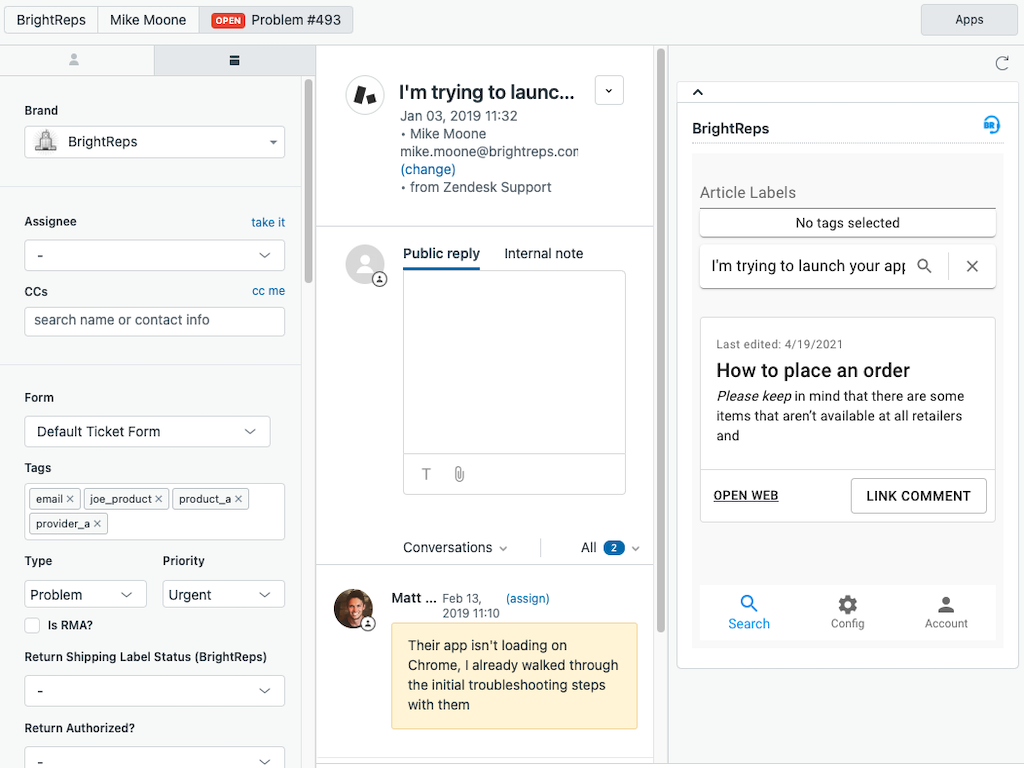 BrightReps
Mike Moone
OPEN Problem #493
Apps
Brand
BrightReps
Assignee
take it
-
CCs
cc me
search name or contact info
Form
Default Ticket Form
Tags
email × joe_product × product_a ×
provider_a ×
Type
Priority
Problem
Urgent
Is RMA?
Return Shipping Label Status (BrightReps)
-
Return Authorized?
-
I'm trying to launc...
Jan 03, 2019 11:32
• Mike Moone
mike.moone@brightreps.com
(change)
• from Zendesk Support
Public reply
Internal note
T
Conversations
All 2
Matt ...
Feb 13,
2019 11:10
(assign)
Their app isn't loading on
Chrome, I already walked through
the initial troubleshooting steps
with them
BrightReps
BR
Article Labels
No tags selected
I'm trying to launch your app
Last edited: 4/19/2021
How to place an order
Please keep in mind that there are some
items that aren’t available at all retailers
and
OPEN WEB
LINK COMMENT
Search
Config
Account